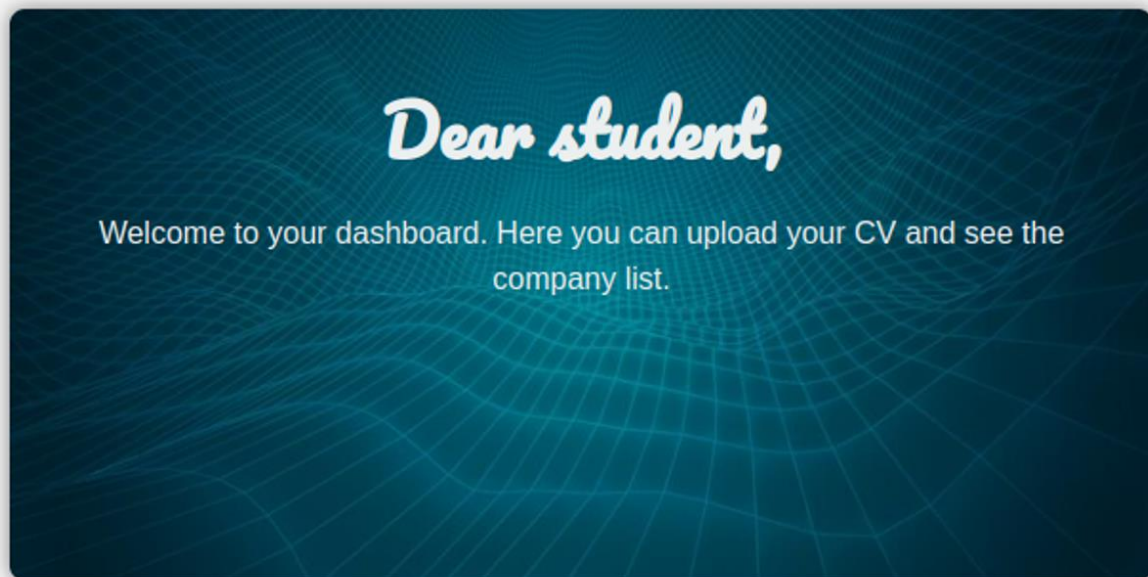 Dear student,
Welcome to your dashboard. Here you can upload your CV and see the
company list.